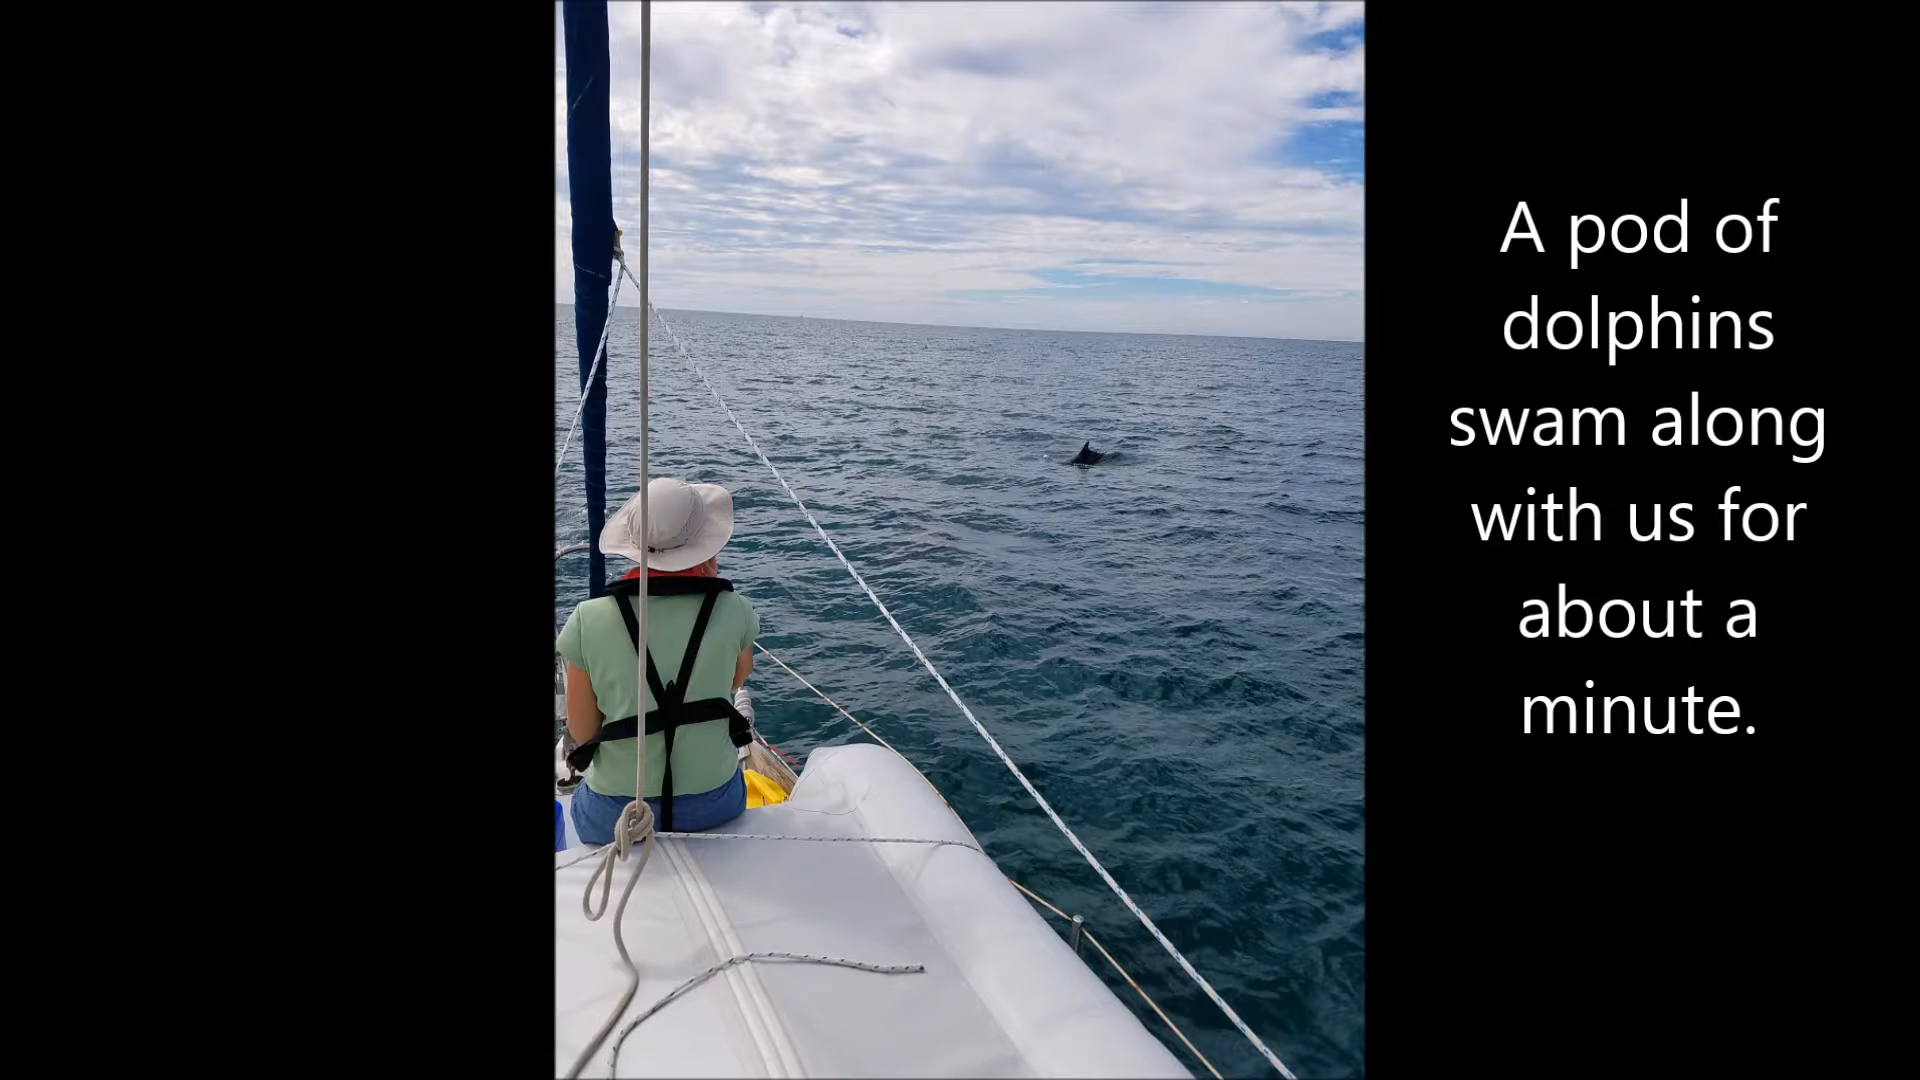 A pod of
dolphins
swam along
with us for
about a
minute.